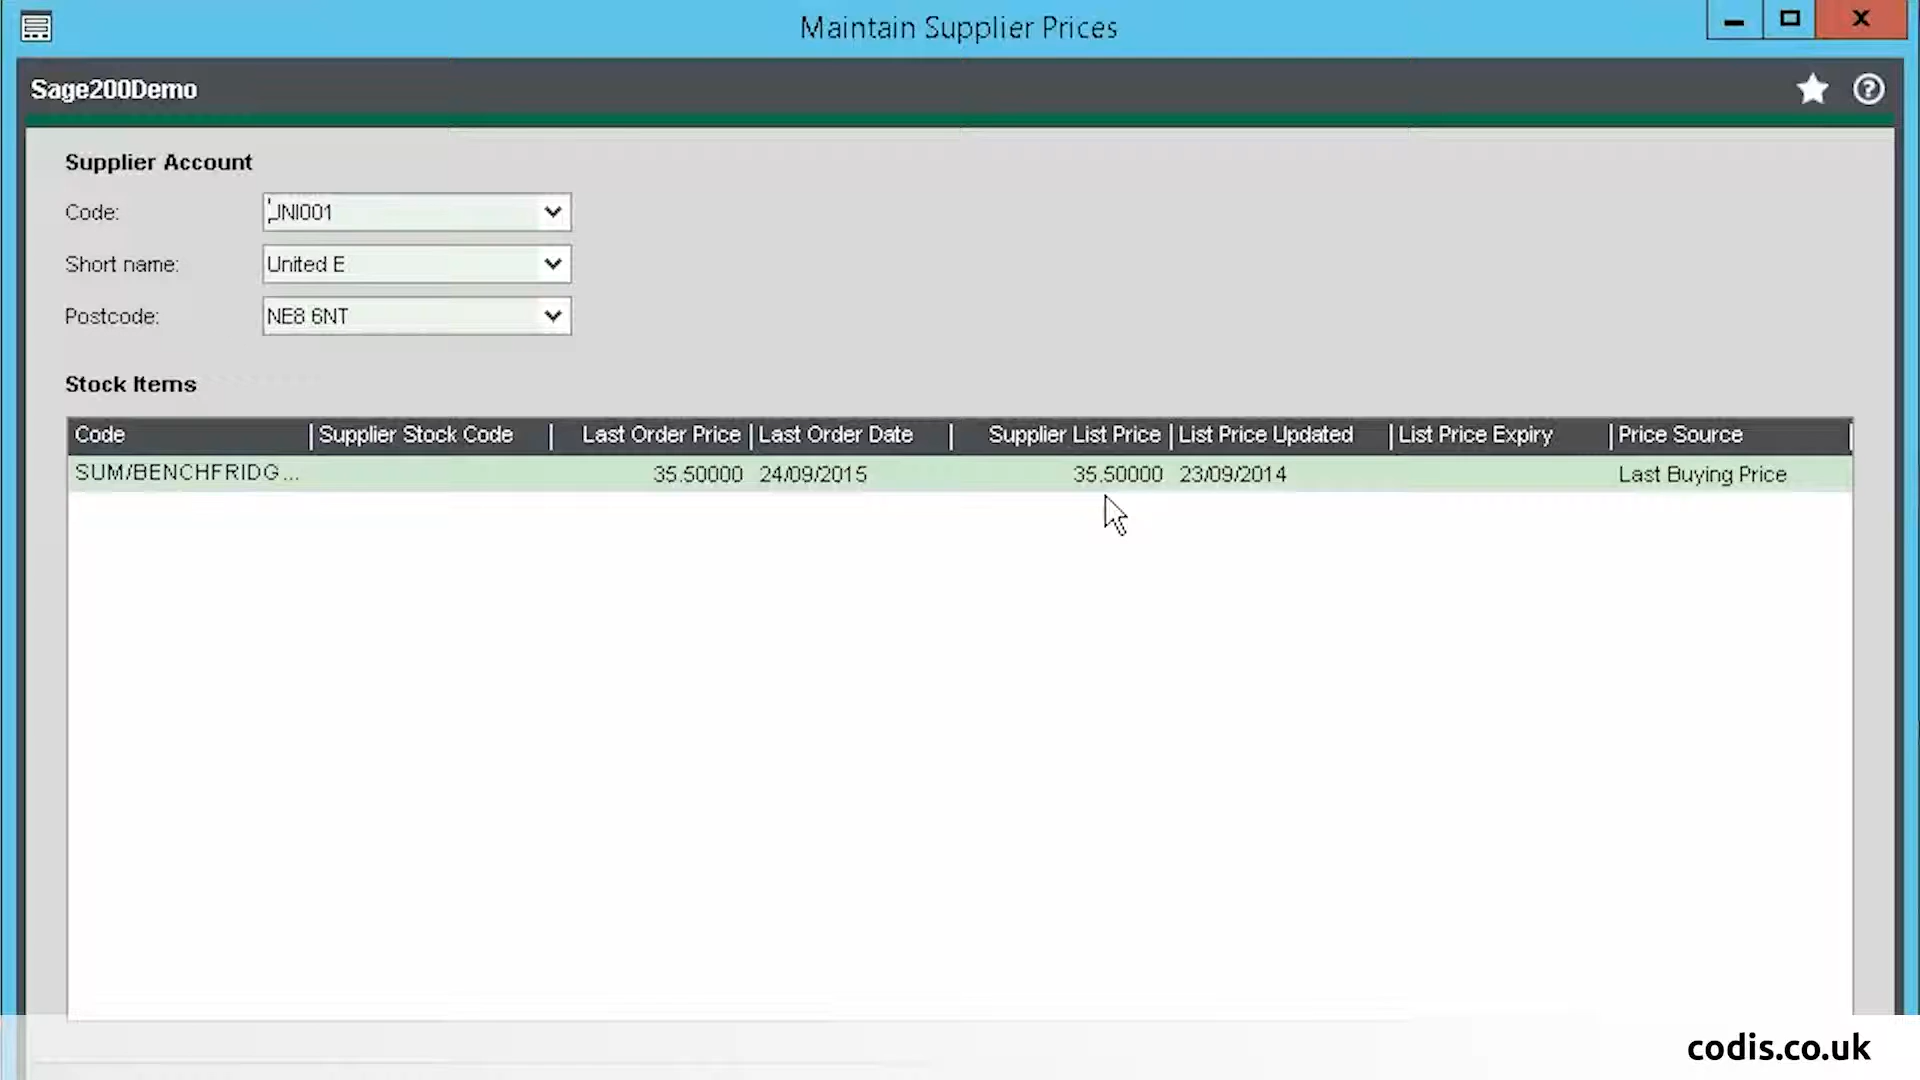 Maintain Supplier Prices
Sage200Demo
Supplier Account
Code: UNI001
Short name: United E
Postcode: NE8 6NT
Stock Items
Code Supplier Stock Code Last Order Price Last Order Date Supplier List Price List Price Updated List Price Expiry Price Source
SUM/BENCHFRIDG... 35.50000 24/09/2015 35.50000 23/09/2014 Last Buying Price
codis.co.uk